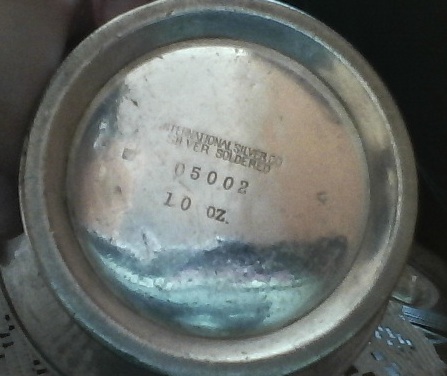 INTERNATIONAL SILVER CO
SILVER SOLDERED
05002
10 OZ.